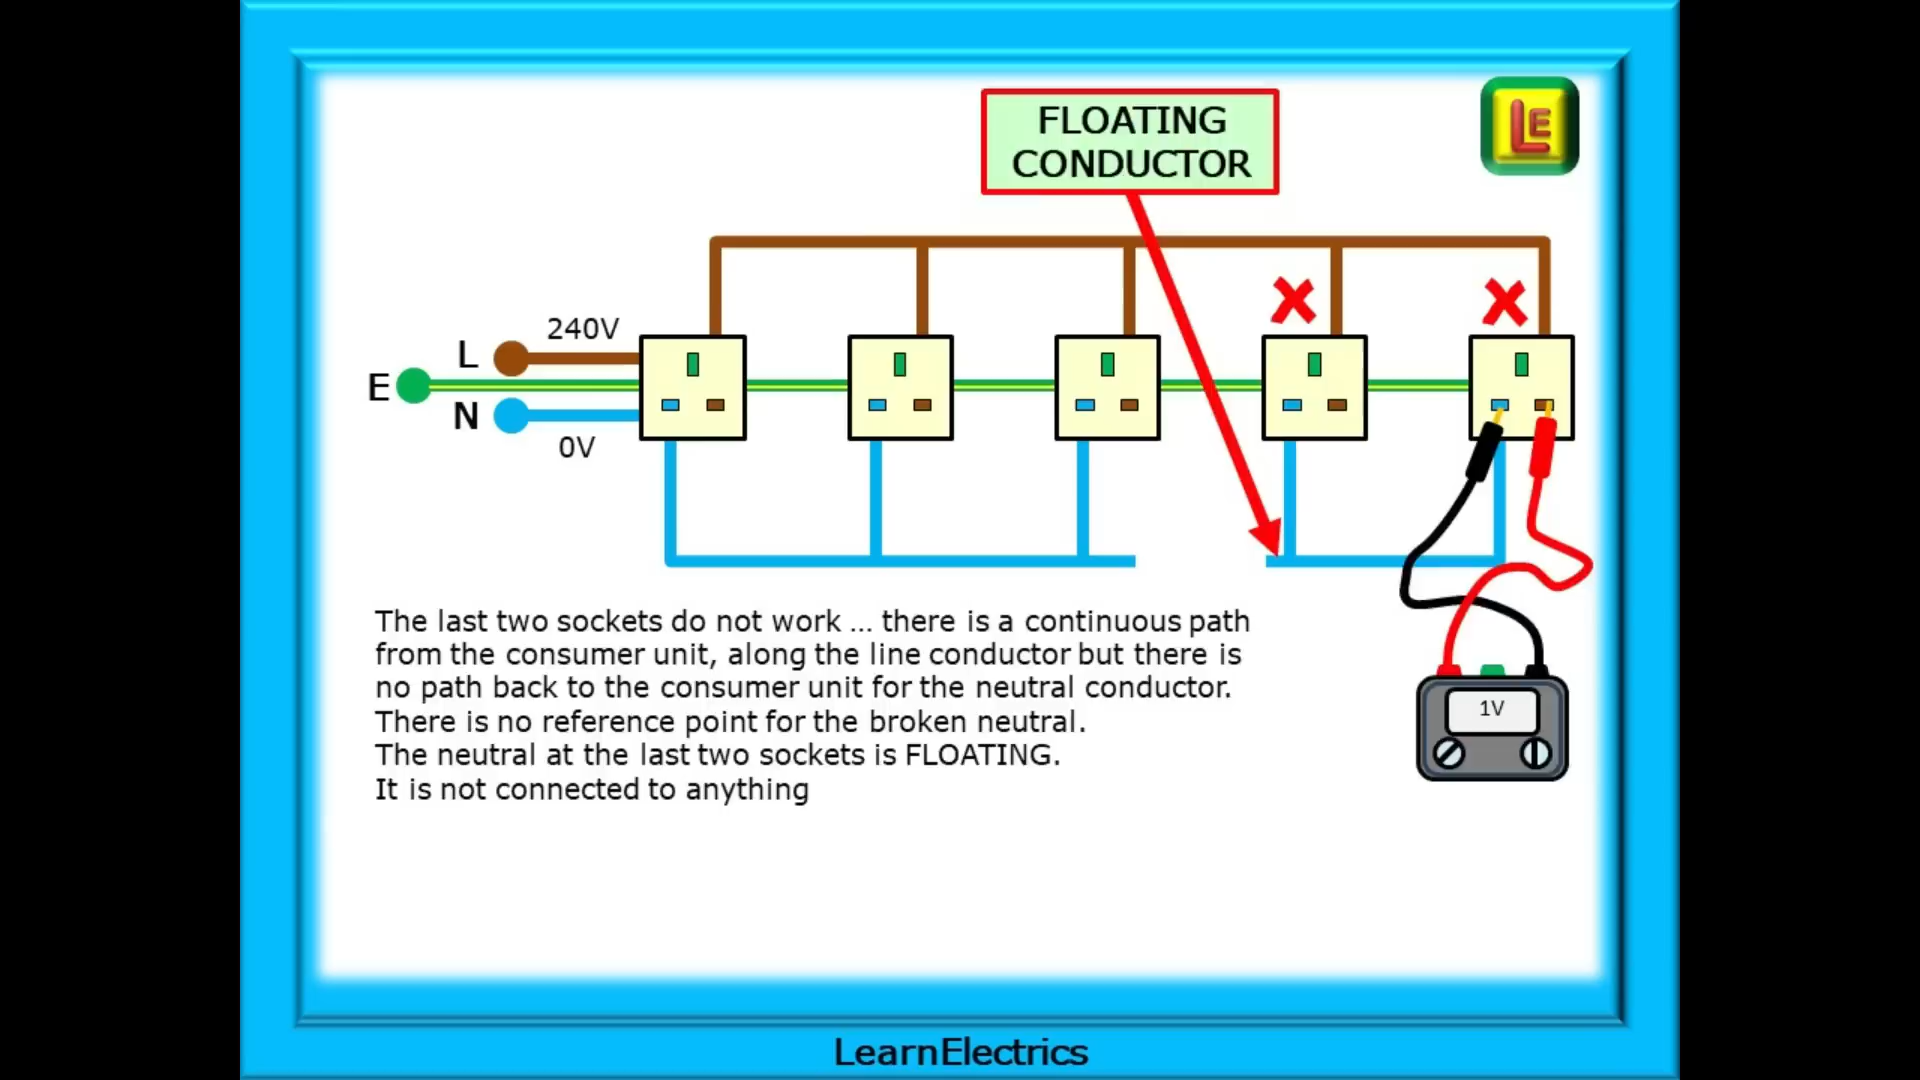 FLOATING
CONDUCTOR
LE
240V
L
E
N
0V
The last two sockets do not work ... there is a continuous path
from the consumer unit, along the line conductor but there is
no path back to the consumer unit for the neutral conductor.
There is no reference point for the broken neutral.
The neutral at the last two sockets is FLOATING.
It is not connected to anything
1V
LearnElectrics